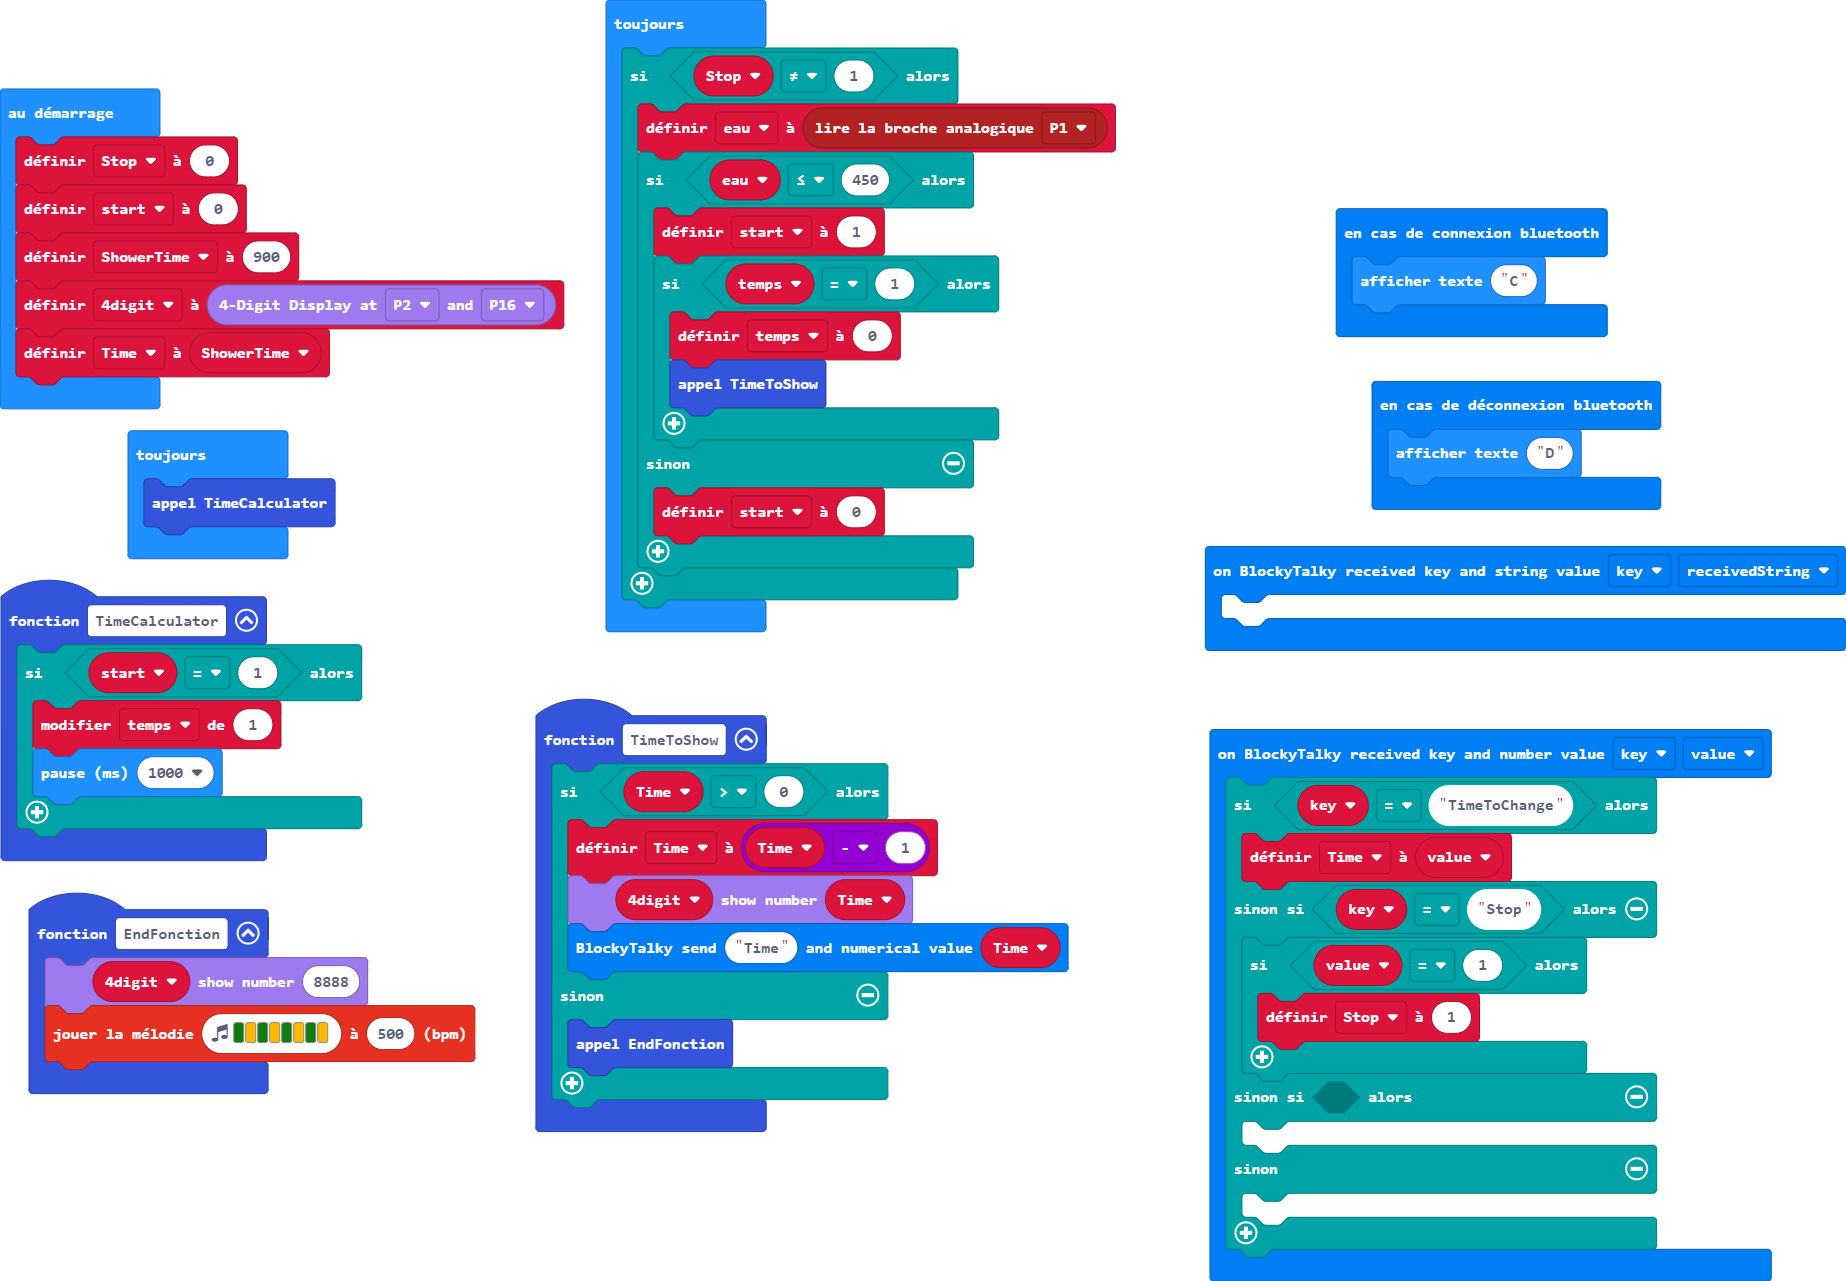 au démarrage
définir Stop à 0
définir start à 0
définir ShowerTime à 900
définir 4digit à 4-Digit Display at P2 and P16
définir Time à ShowerTime
toujours
appel TimeCalculator
fonction TimeCalculator
si start = 1 alors
modifier temps de 1
pause (ms) 1000
fonction EndFonction
4digit show number 8888
jouer la mélodie à 500 (bpm)
toujours
si Stop ≠ 1 alors
définir eau à lire la broche analogique P1
si eau ≤ 450 alors
définir start à 1
si temps = 1 alors
définir temps à 0
appel TimeToShow
sinon
définir start à 0
fonction TimeToShow
si Time > 0 alors
définir Time à Time - 1
4digit show number Time
BlockyTalky send "Time" and numerical value Time
sinon
appel EndFonction
en cas de connexion bluetooth
afficher texte "C"
en cas de déconnexion bluetooth
afficher texte "D"
on BlockyTalky received key and string value key receivedString
on BlockyTalky received key and number value key value
si key = "TimeToChange" alors
définir Time à value
sinon si key = "Stop" alors
si value = 1 alors
définir Stop à 1
sinon si alors
sinon